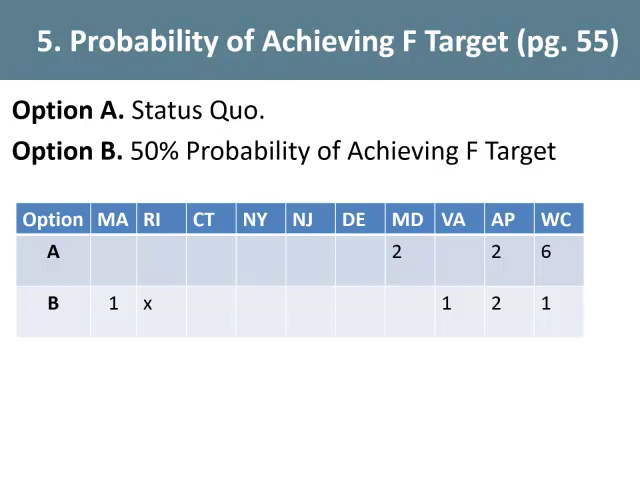 5. Probability of Achieving F Target (pg. 55)
Option A. Status Quo.
Option B. 50% Probability of Achieving F Target
Option MA RI CT NY NJ DE MD VA AP WC
A 2 2 6
B 1 x 1 2 1